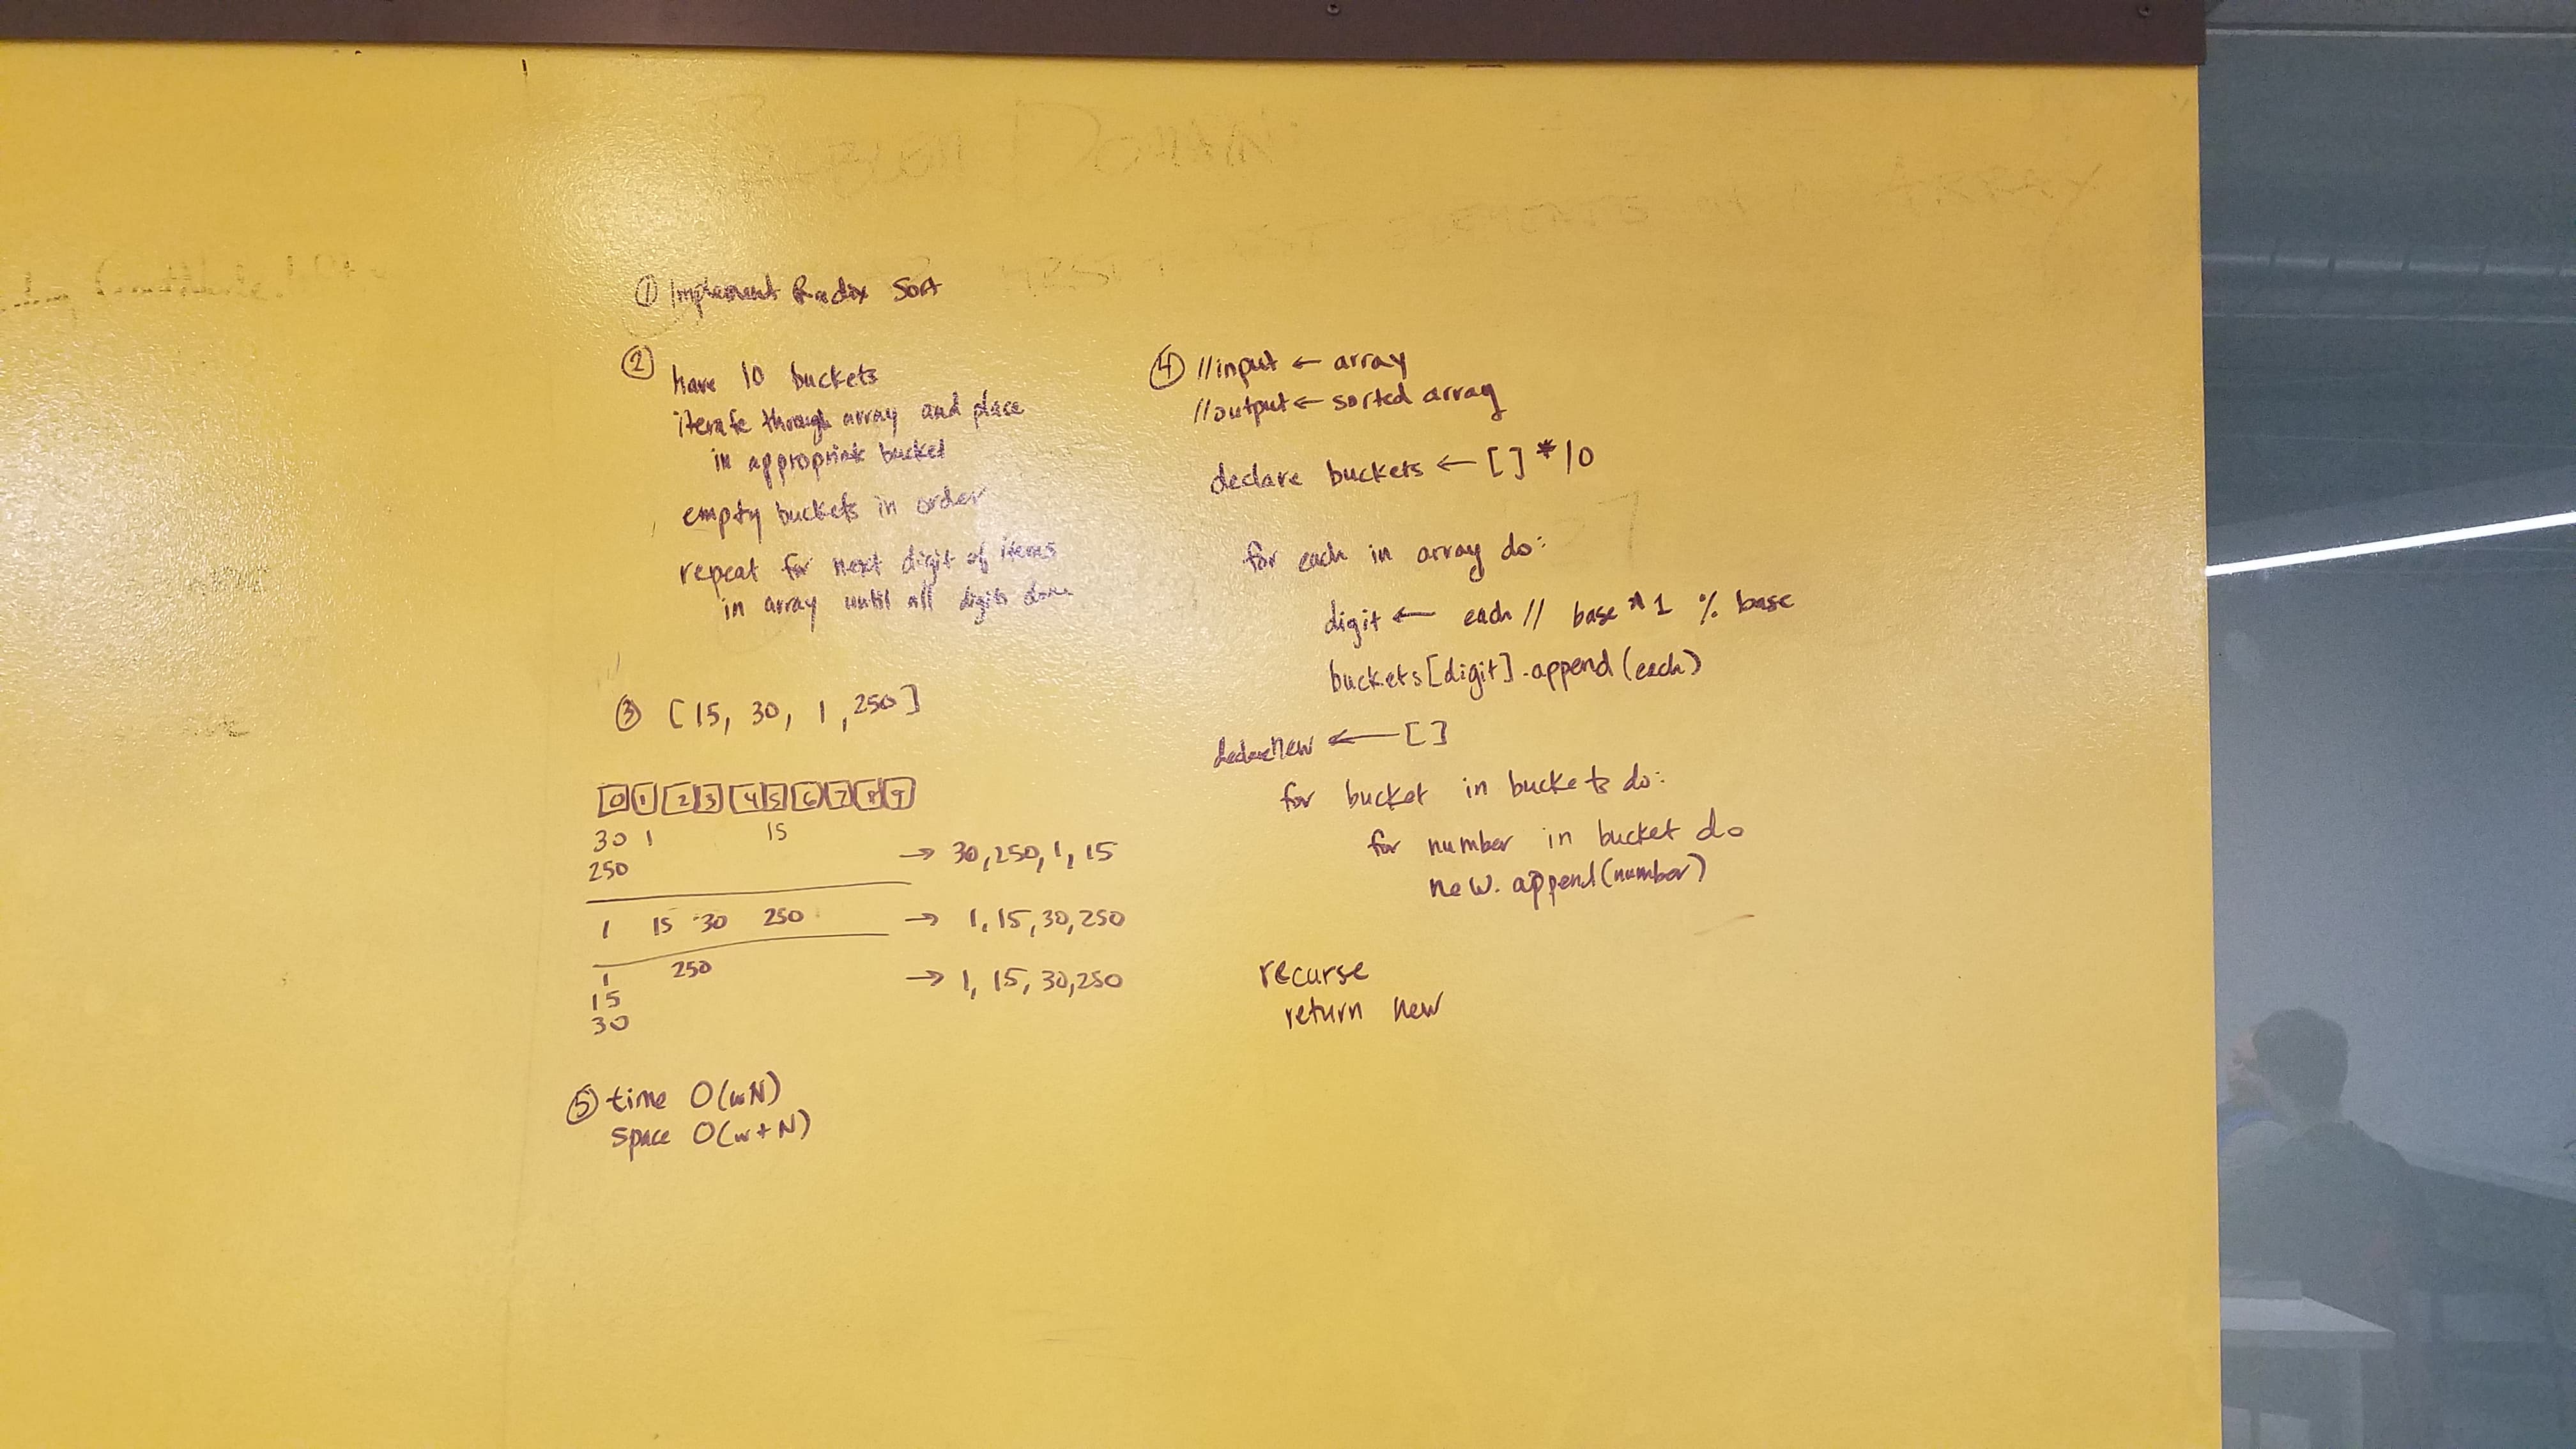 DOMAIN
ELEMENTS
ARRAY
① Implement Radix Sort
②
have 10 buckets
iterate through array and place
in appropriate bucket
empty buckets in order
repeat for next digit of items
in array until all digits done
③ [15, 30, 1, 250]
0 1 2 3 4 5 6 7 8 9
30 1 15
250
→ 30,250,1,15
1 15 30 250 → 1,15,30,250
1 250 → 1, 15, 30,250
15
30
⑤ time O(wN)
space O(w+N)
④ //input ← array
//output ← sorted array
declare buckets ← [] * 10
for each in array do:
digit ← each // base * 1 % base
buckets[digit].append(each)
declare new ← []
for bucket in buckets do:
for number in bucket do
new.append(number)
recurse
return new